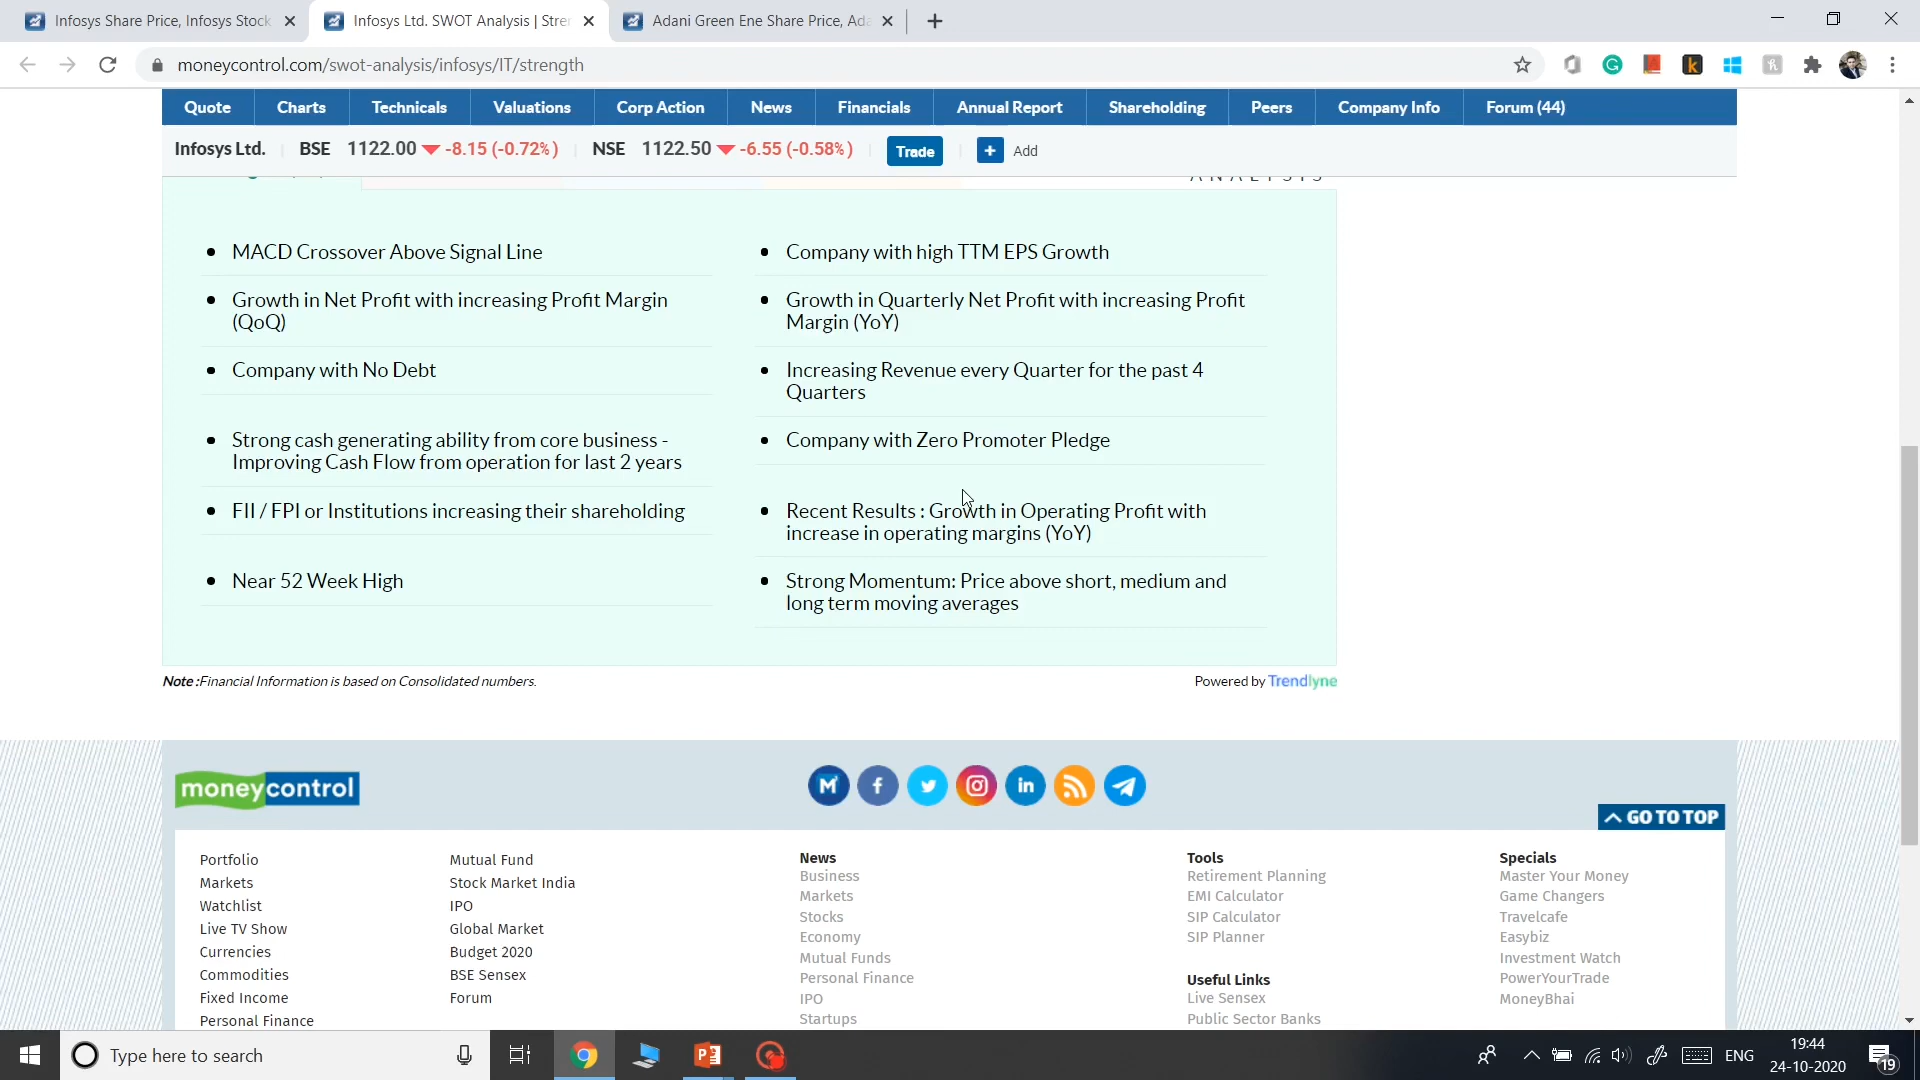 Infosys Share Price, Infosys Stock
Infosys Ltd. SWOT Analysis | Stren
Adani Green Ene Share Price, Ada
moneycontrol.com/swot-analysis/infosys/IT/strength
Quote Charts Technicals Valuations Corp Action News Financials Annual Report Shareholding Peers Company Info Forum (44)
Infosys Ltd. BSE 1122.00 -8.15 (-0.72%) NSE 1122.50 -6.55 (-0.58%) Trade + Add
ANALYSIS
MACD Crossover Above Signal Line
Company with high TTM EPS Growth
Growth in Net Profit with increasing Profit Margin
(QoQ)
Growth in Quarterly Net Profit with increasing Profit
Margin (YoY)
Company with No Debt
Increasing Revenue every Quarter for the past 4
Quarters
Strong cash generating ability from core business -
Improving Cash Flow from operation for last 2 years
Company with Zero Promoter Pledge
FII / FPI or Institutions increasing their shareholding
Recent Results : Growth in Operating Profit with
increase in operating margins (YoY)
Near 52 Week High
Strong Momentum: Price above short, medium and
long term moving averages
Note :Financial Information is based on Consolidated numbers.
Powered by Trendlyne
moneycontrol
GO TO TOP
Portfolio
Markets
Watchlist
Live TV Show
Currencies
Commodities
Fixed Income
Personal Finance
Mutual Fund
Stock Market India
IPO
Global Market
Budget 2020
BSE Sensex
Forum
News
Business
Markets
Stocks
Economy
Mutual Funds
Personal Finance
IPO
Startups
Tools
Retirement Planning
EMI Calculator
SIP Calculator
SIP Planner
Useful Links
Live Sensex
Public Sector Banks
Specials
Master Your Money
Game Changers
Travelcafe
Easybiz
Investment Watch
PowerYourTrade
MoneyBhai
Type here to search
ENG
19:44
24-10-2020
19